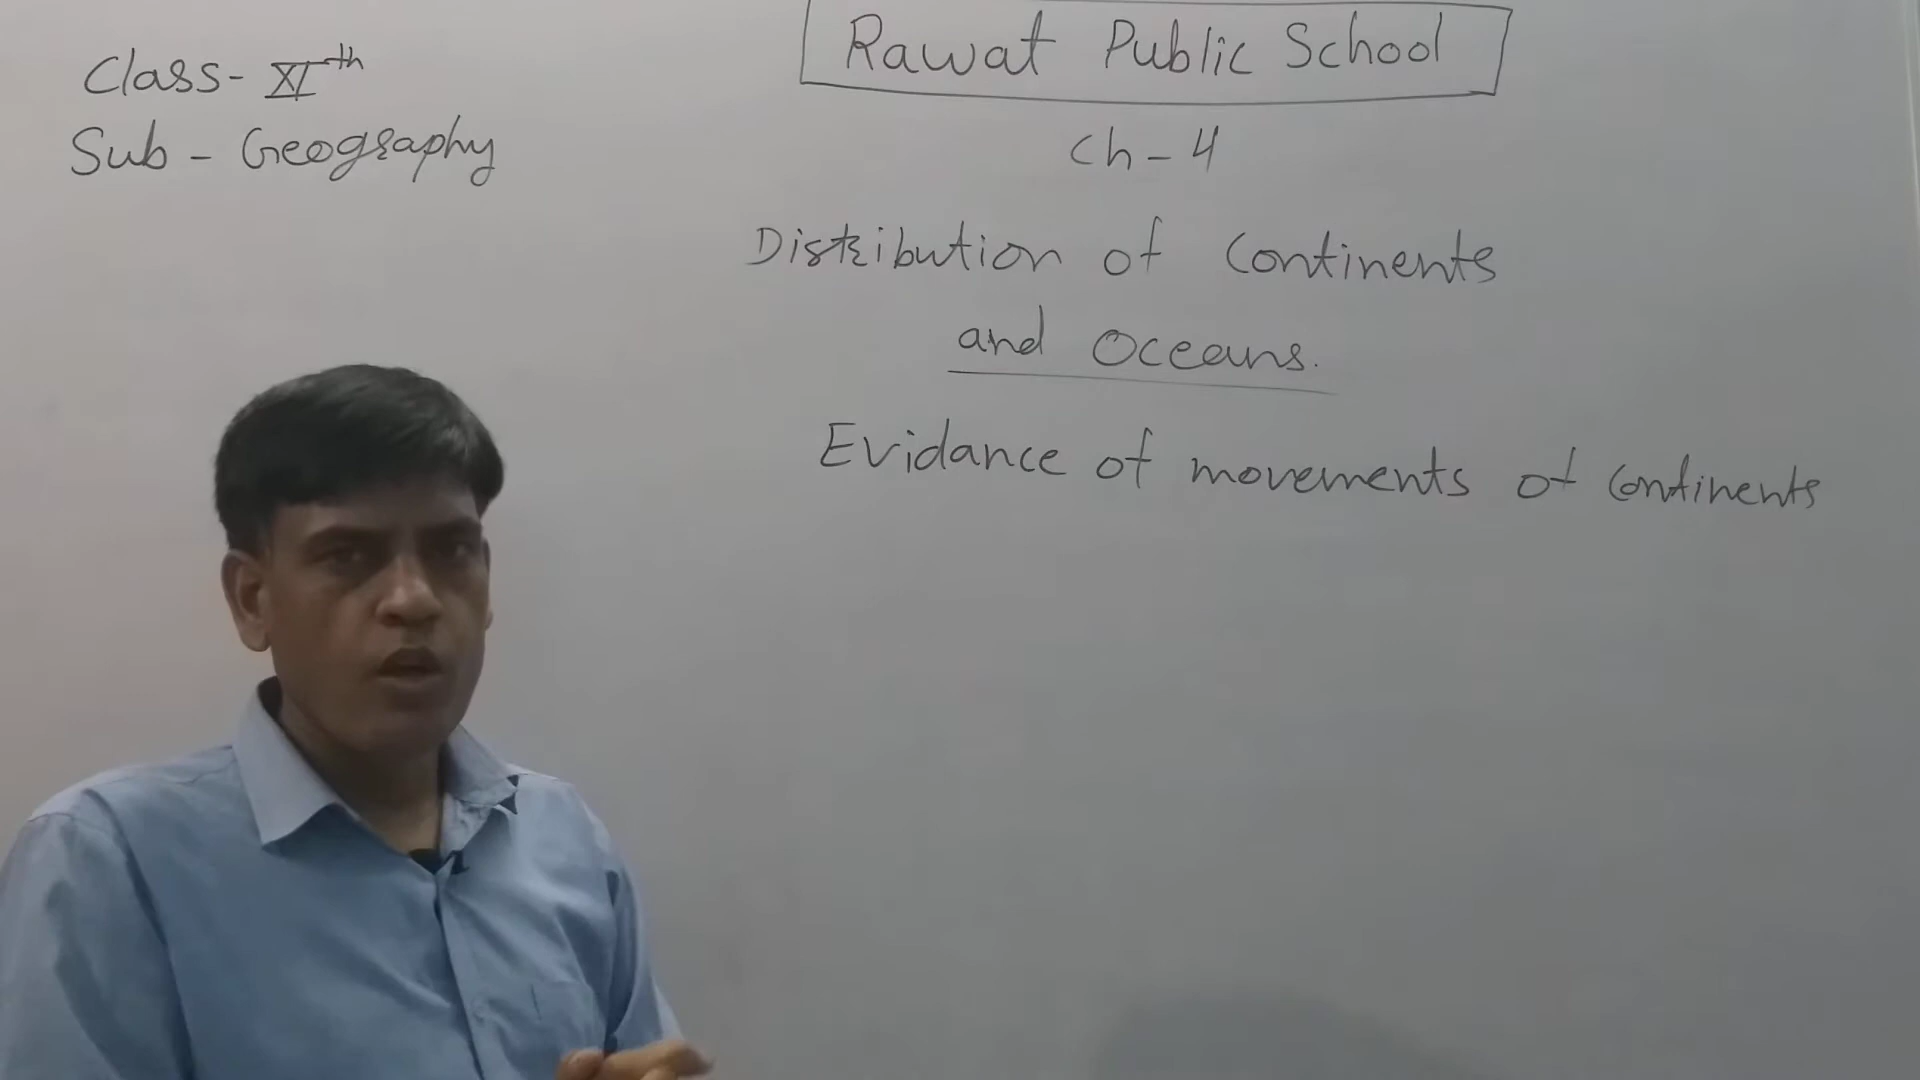 Class- XIth
Sub - Geography
Rawat Public School
Ch - 4
Distribution of Continents
and Oceans.
Evidance of movements of Continents